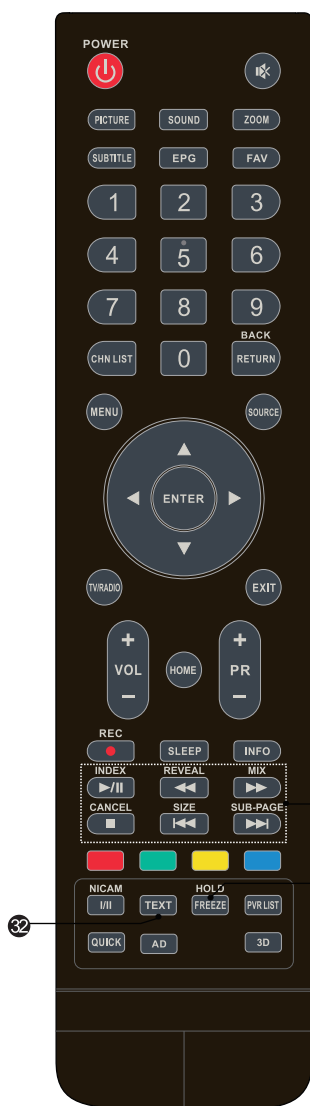 POWER
PICTURE SOUND ZOOM
SUBTITLE EPG FAV
1 2 3
4 5 6
7 8 9
BACK
CHN LIST 0 RETURN
MENU SOURCE
ENTER
TV/RADIO EXIT
+ +
VOL HOME PR
− −
REC
SLEEP INFO
INDEX REVEAL MIX
CANCEL SIZE SUB-PAGE
NICAM HOLD
I/II TEXT FREEZE PVR LIST
32
QUICK AD 3D